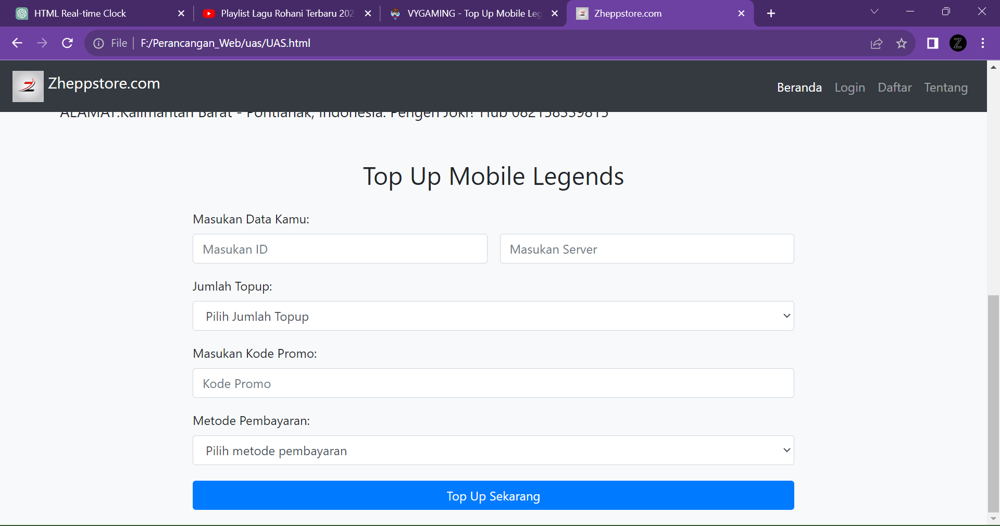 HTML Real-time Clock
Playlist Lagu Rohani Terbaru 202
VYGAMING - Top Up Mobile Leg
Zheppstore.com
File
F:/Perancangan_Web/uas/UAS.html
Z
Zheppstore.com
Beranda
Login
Daftar
Tentang
ALAMAT:Kalimantan Barat - Pontianak, Indonesia. Pengen Joki? Hub
Top Up Mobile Legends
Masukan Data Kamu:
Masukan ID
Masukan Server
Jumlah Topup:
Pilih Jumlah Topup
Masukan Kode Promo:
Kode Promo
Metode Pembayaran:
Pilih metode pembayaran
Top Up Sekarang